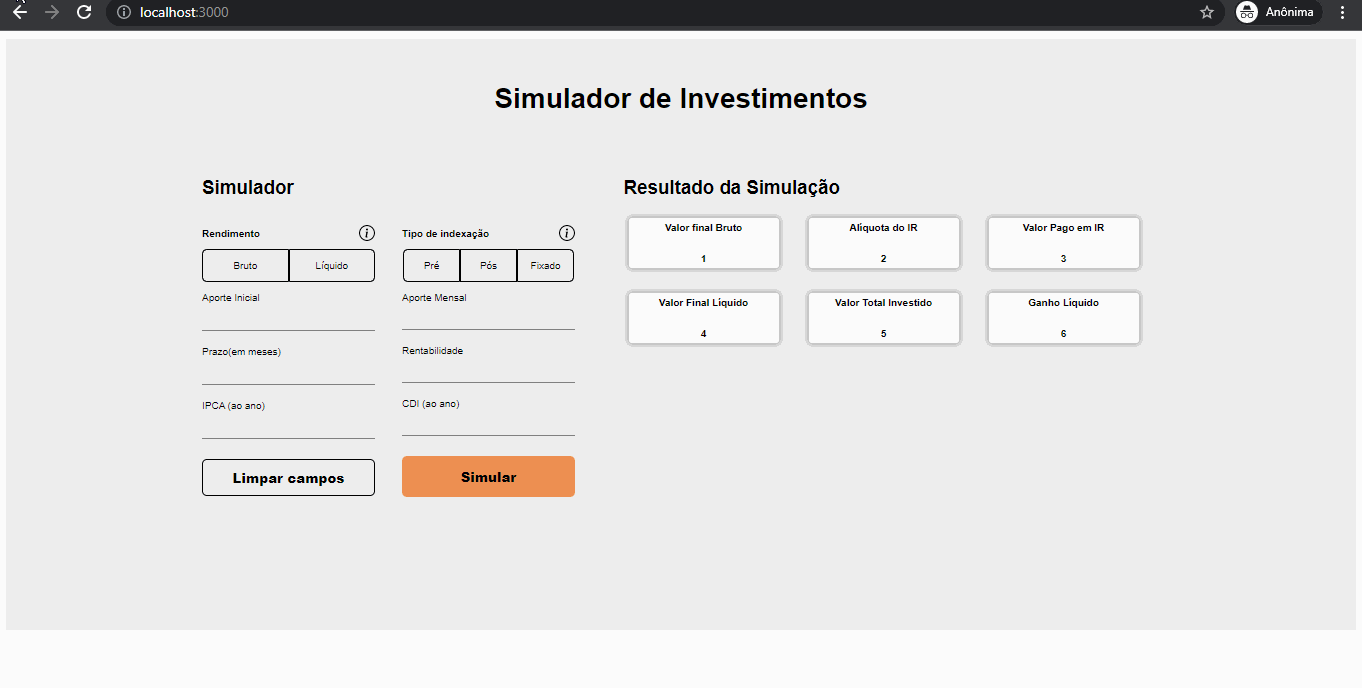 localhost:3000
Anônima
Simulador de Investimentos
Simulador
Rendimento
Bruto Líquido
Tipo de indexação
Pré Pós Fixado
Aporte Inicial
Aporte Mensal
Prazo(em meses)
Rentabilidade
IPCA (ao ano)
CDI (ao ano)
Limpar campos
Simular
Resultado da Simulação
Valor final Bruto
1
Alíquota do IR
2
Valor Pago em IR
3
Valor Final Líquido
4
Valor Total Investido
5
Ganho Líquido
6